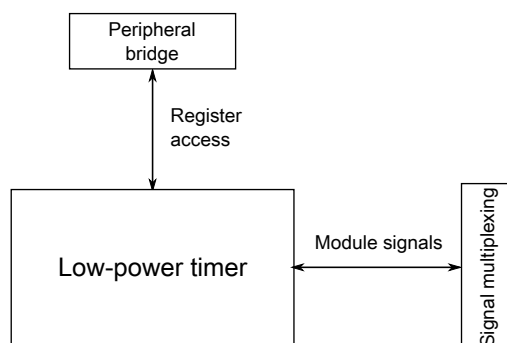 Peripheral
bridge
Register
access
Low-power timer
Module signals
Signal multiplexing